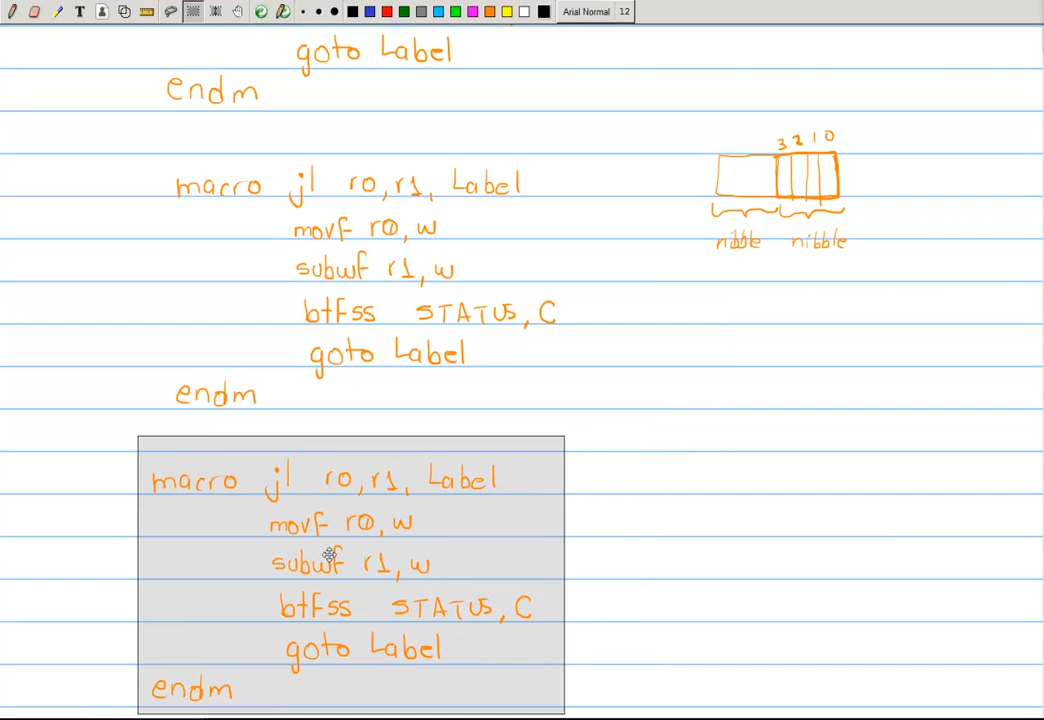 T Arial Normal 12
goto Label
endm
3 2 1 0
macro jl r0,r1, Label
movf r0,w
nibble nibble
subwf r1,w
btfss STATUS,C
goto Label
endm
macro jl r0,r1, Label
movf r0,w
subwf r1,w
btfss STATUS,C
goto Label
endm